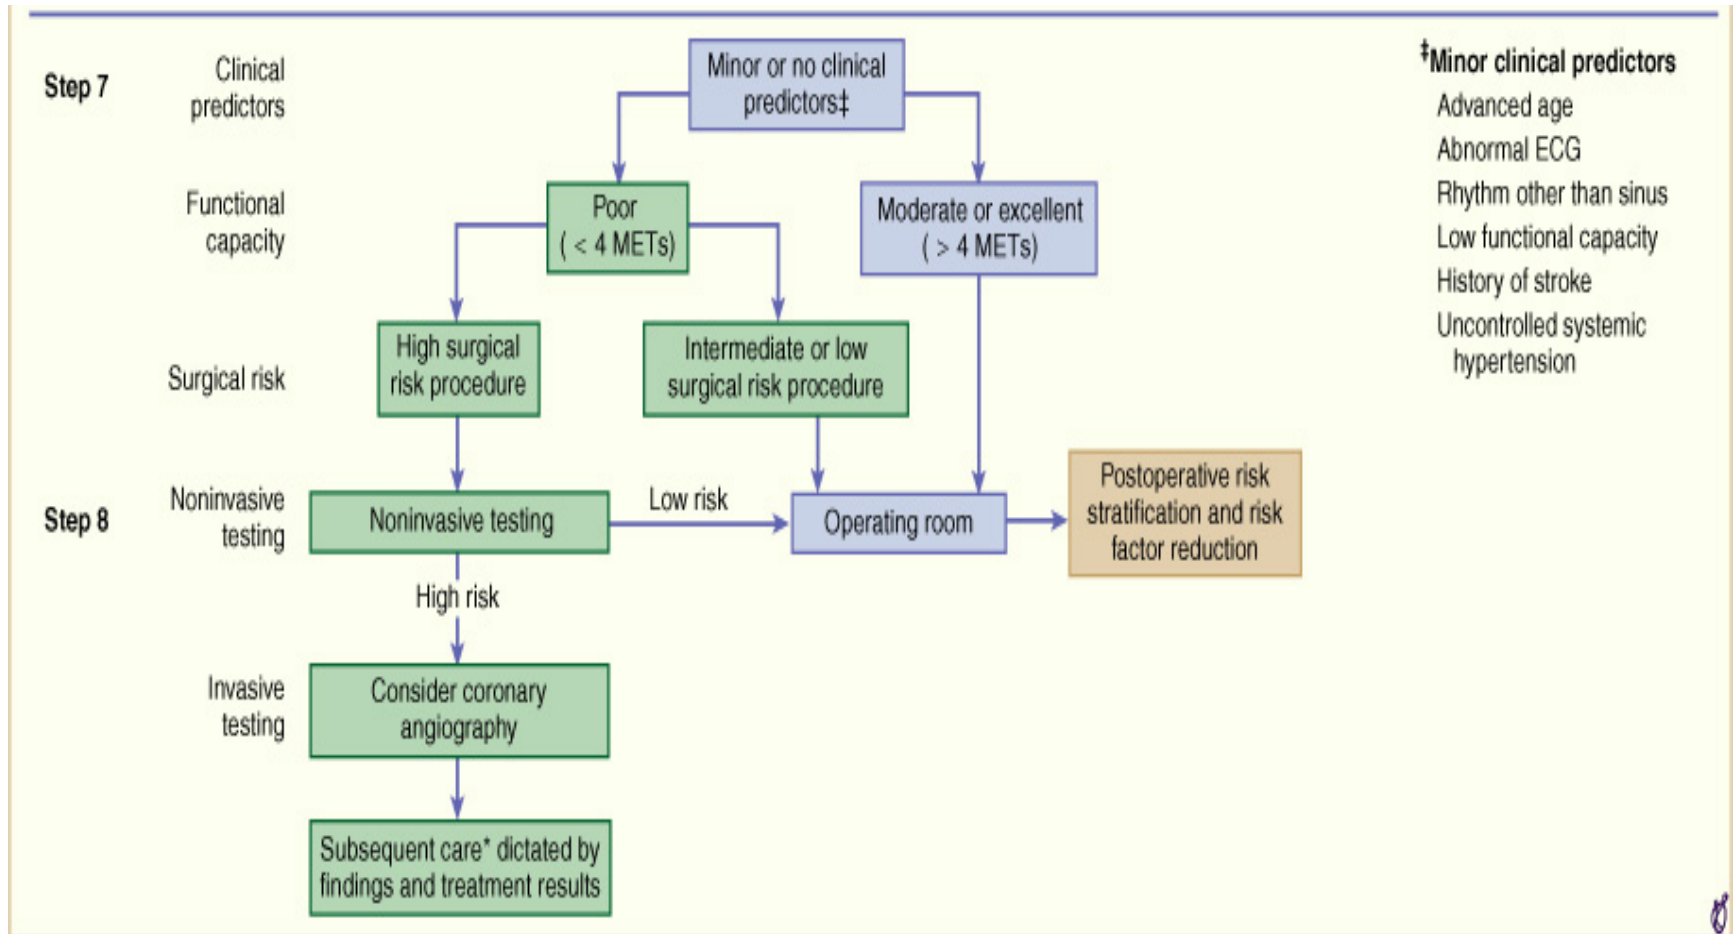 Step 7
Clinical
predictors
Minor or no clinical
predictors‡
‡Minor clinical predictors
Advanced age
Abnormal ECG
Rhythm other than sinus
Low functional capacity
History of stroke
Uncontrolled systemic
hypertension
Functional
capacity
Poor
( < 4 METs)
Moderate or excellent
( > 4 METs)
Surgical risk
High surgical
risk procedure
Intermediate or low
surgical risk procedure
Step 8
Noninvasive
testing
Noninvasive testing
Low risk
Operating room
Postoperative risk
stratification and risk
factor reduction
High risk
Invasive
testing
Consider coronary
angiography
Subsequent care* dictated by
findings and treatment results